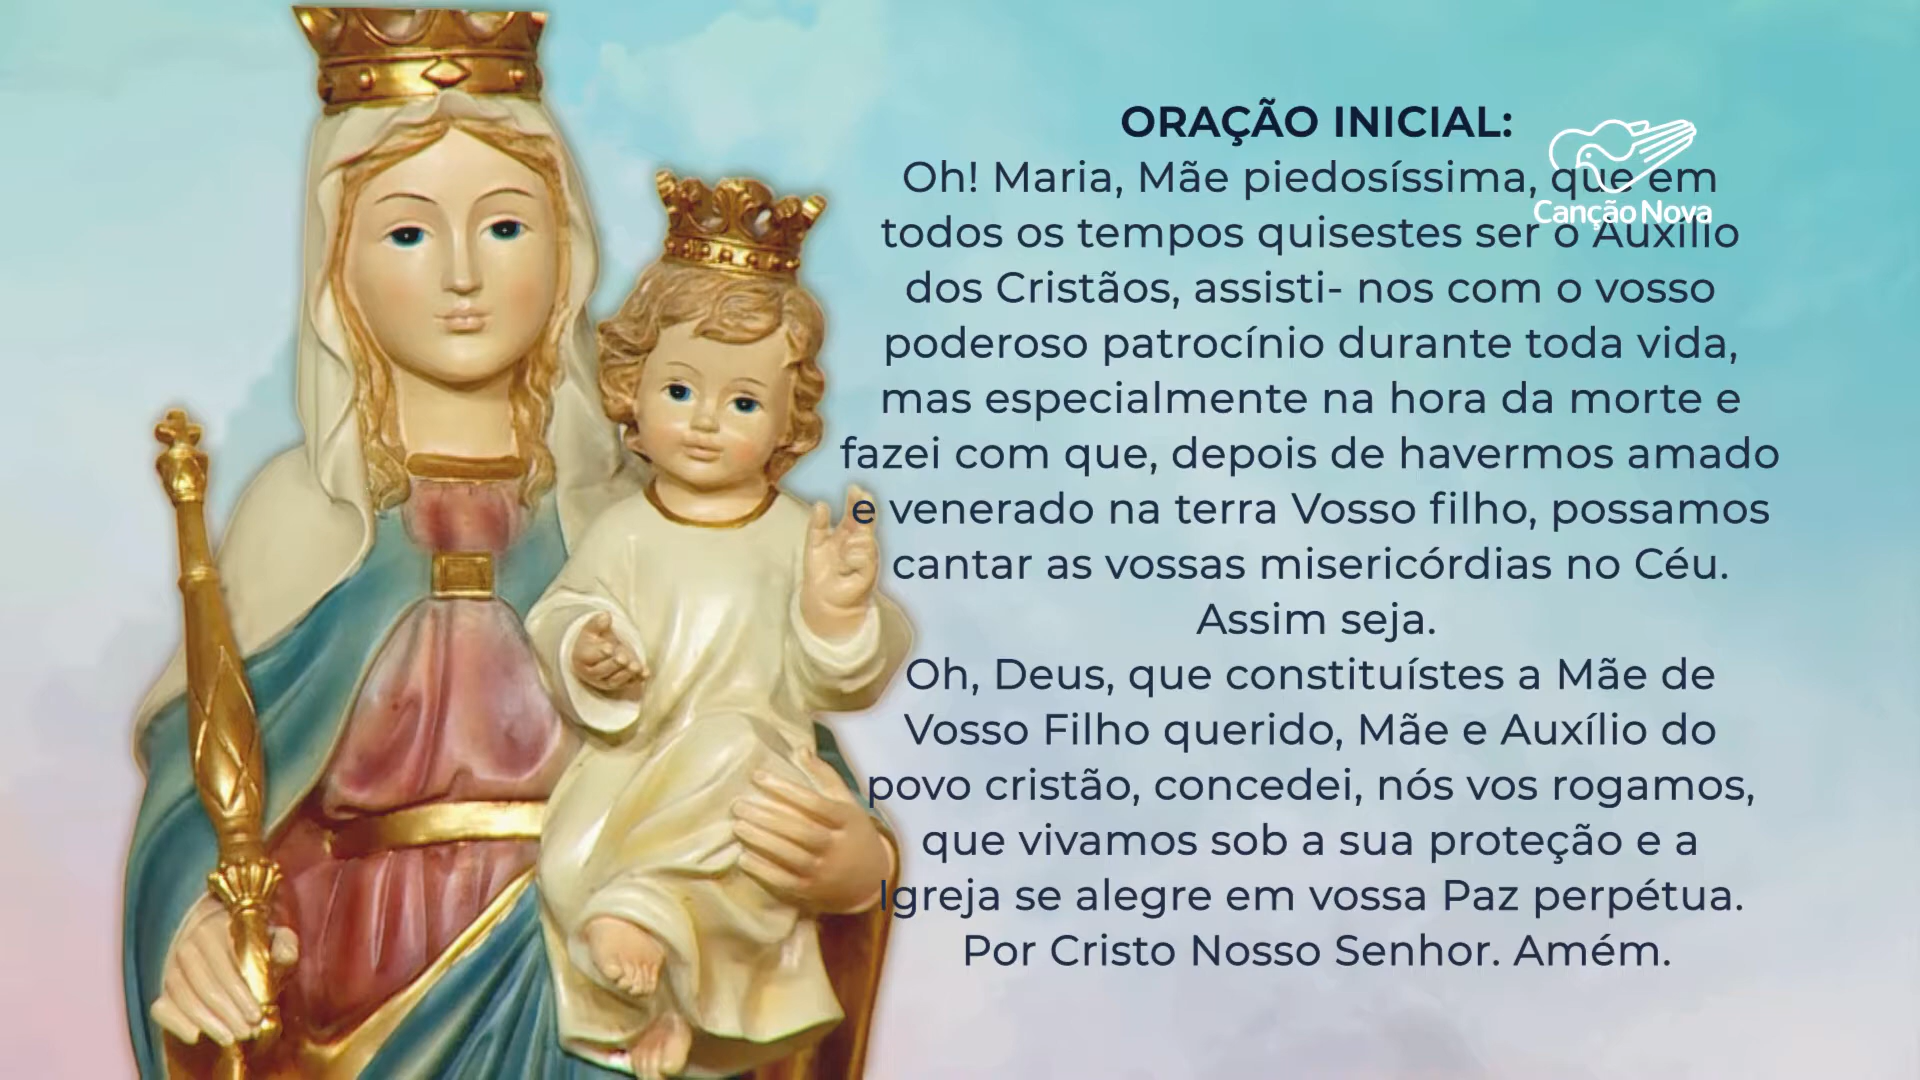 ORAÇÃO INICIAL:
Oh! Maria, Mãe piedosíssima, que em
Canção Nova
todos os tempos quisestes ser o Auxílio
dos Cristãos, assisti- nos com o vosso
poderoso patrocínio durante toda vida,
mas especialmente na hora da morte e
fazei com que, depois de havermos amado
e venerado na terra Vosso filho, possamos
cantar as vossas misericórdias no Céu.
Assim seja.
Oh, Deus, que constituístes a Mãe de
Vosso Filho querido, Mãe e Auxílio do
povo cristão, concedei, nós vos rogamos,
que vivamos sob a sua proteção e a
Igreja se alegre em vossa Paz perpétua.
Por Cristo Nosso Senhor. Amém.